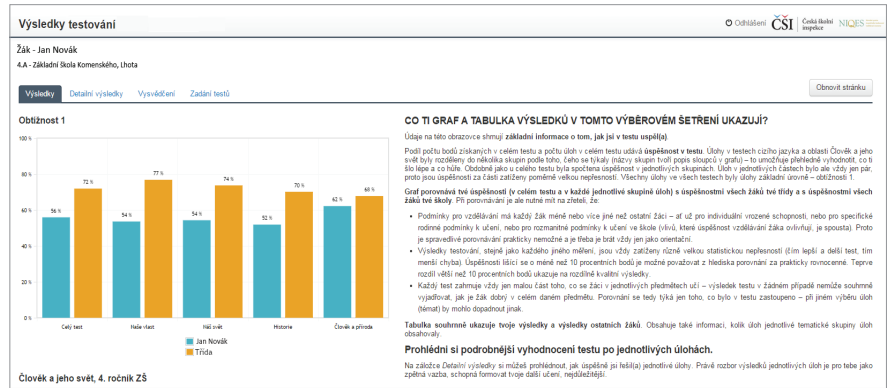 Výsledky testování
Odhlášení ČŠI Česká školní inspekce NIQES
Žák - Jan Novák
4.A - Základní škola Komenského, Lhota
Výsledky Detailní výsledky Vysvědčení Zadání testů
Obnovit stránku
Obtížnost 1
100 %
80 %
60 %
40 %
20 %
0 %
56 % 72 % 54 % 77 % 54 % 74 % 52 % 70 % 62 % 68 %
Celý test Naše vlast Náš svět Historie Člověk a příroda
Jan Novák
Třída
Člověk a jeho svět, 4. ročník ZŠ
CO TI GRAF A TABULKA VÝSLEDKŮ V TOMTO VÝBĚROVÉM ŠETŘENÍ UKAZUJÍ?
Údaje na této obrazovce shrnují základní informace o tom, jak jsi v testu uspěl(a)
Podíl počtu bodů získaných v celém testu a počtu úloh v celém testu udává úspěšnost v testu. Úlohy v testech cizího jazyka a oblasti Člověk a jeho
svět byly rozděleny do několika skupin podle toho, čeho se týkaly (názvy skupin tvoří popis sloupců v grafu) – to umožňuje přehledně vyhodnotit, co ti
šlo lépe a co hůře. Obdobně jako u celého testu byla spočtena úspěšnost v jednotlivých skupinách. Úloh v jednotlivých částech bylo ale vždy jen pár,
proto jsou úspěšnosti za části zatíženy poměrně velkou nepřesností. Všechny úlohy ve všech testech byly úlohy základní úrovně – obtížnosti 1.
Graf porovnává tvé úspěšnosti (v celém testu a v každé jednotlivé skupině úloh) s úspěšnostmi všech žáků tvé třídy a s úspěšnostmi všech
žáků tvé školy. Při porovnávání je ale nutné mít na zřeteli, že:
• Podmínky pro vzdělávání má každý žák méně nebo více jiné než ostatní žáci – ať už pro individuální vrozené schopnosti, nebo pro specifické
rodinné podmínky k učení, nebo pro rozmanitné podmínky k učení ve škole (vlivů, které úspěšnost vzdělávání žáka ovlivňují, je spousta). Proto
je spravedlivé porovnávání prakticky nemožné a je třeba je brát vždy jen jako orientační.
• Výsledky testování, stejně jako každého jiného měření, jsou vždy zatíženy různě velkou statistickou nepřesností (čím lepší a delší test, tím
menší chyba). Úspěšnosti lišící se o méně než 10 procentních bodů je možné považovat z hlediska porovnání za prakticky rovnocenné. Teprve
rozdíl větší než 10 procentních bodů ukazuje na rozdílně kvalitní výsledky.
• Každý test zahrnuje vždy jen malou část toho, co se žáci v jednotlivých předmětech učí – výsledek testu v žádném případě nemůže souhrnně
vyjadřovat, jak je žák dobrý v celém daném předmětu. Porovnání se tedy týká jen toho, co bylo v testu zastoupeno – při jiném výběru úloh
(témat) by mohlo dopadnout jinak.
Tabulka souhrnně ukazuje tvoje výsledky a výsledky ostatních žáků. Obsahuje také informaci, kolik úloh jednotlivé tematické skupiny úloh
obsahovaly.
Prohlédni si podrobnější vyhodnocení testu po jednotlivých úlohách.
Na záložce Detailní výsledky si můžeš prohlédnout, jak úspěšně jsi řešil(a) jednotlivé úlohy. Právě rozbor výsledků jednotlivých úloh je pro tebe jako
zpětná vazba, schopná formovat tvoje další učení, nejdůležitější.